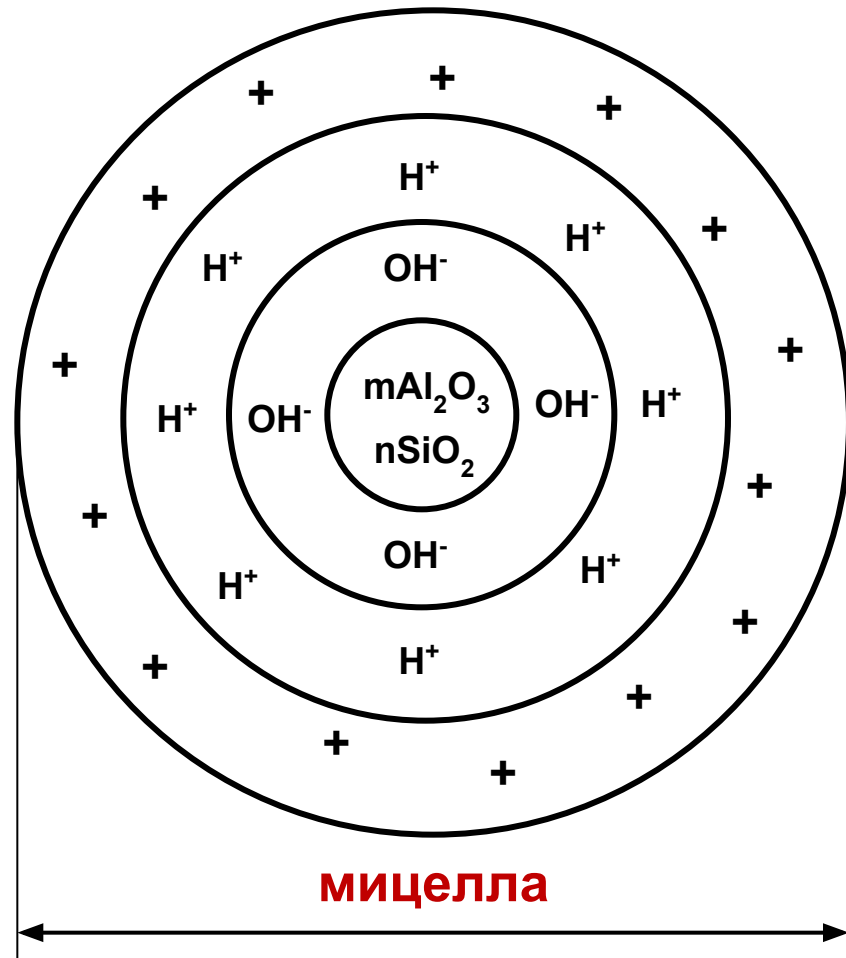 + + +
+ H⁺ +
H⁺ H⁺
OH⁻
+ +
mAl₂O₃
H⁺ OH⁻ OH⁻ H⁺
nSiO₂
+ +
OH⁻
H⁺ H⁺
+
H⁺
+ +
+ +
мицелла